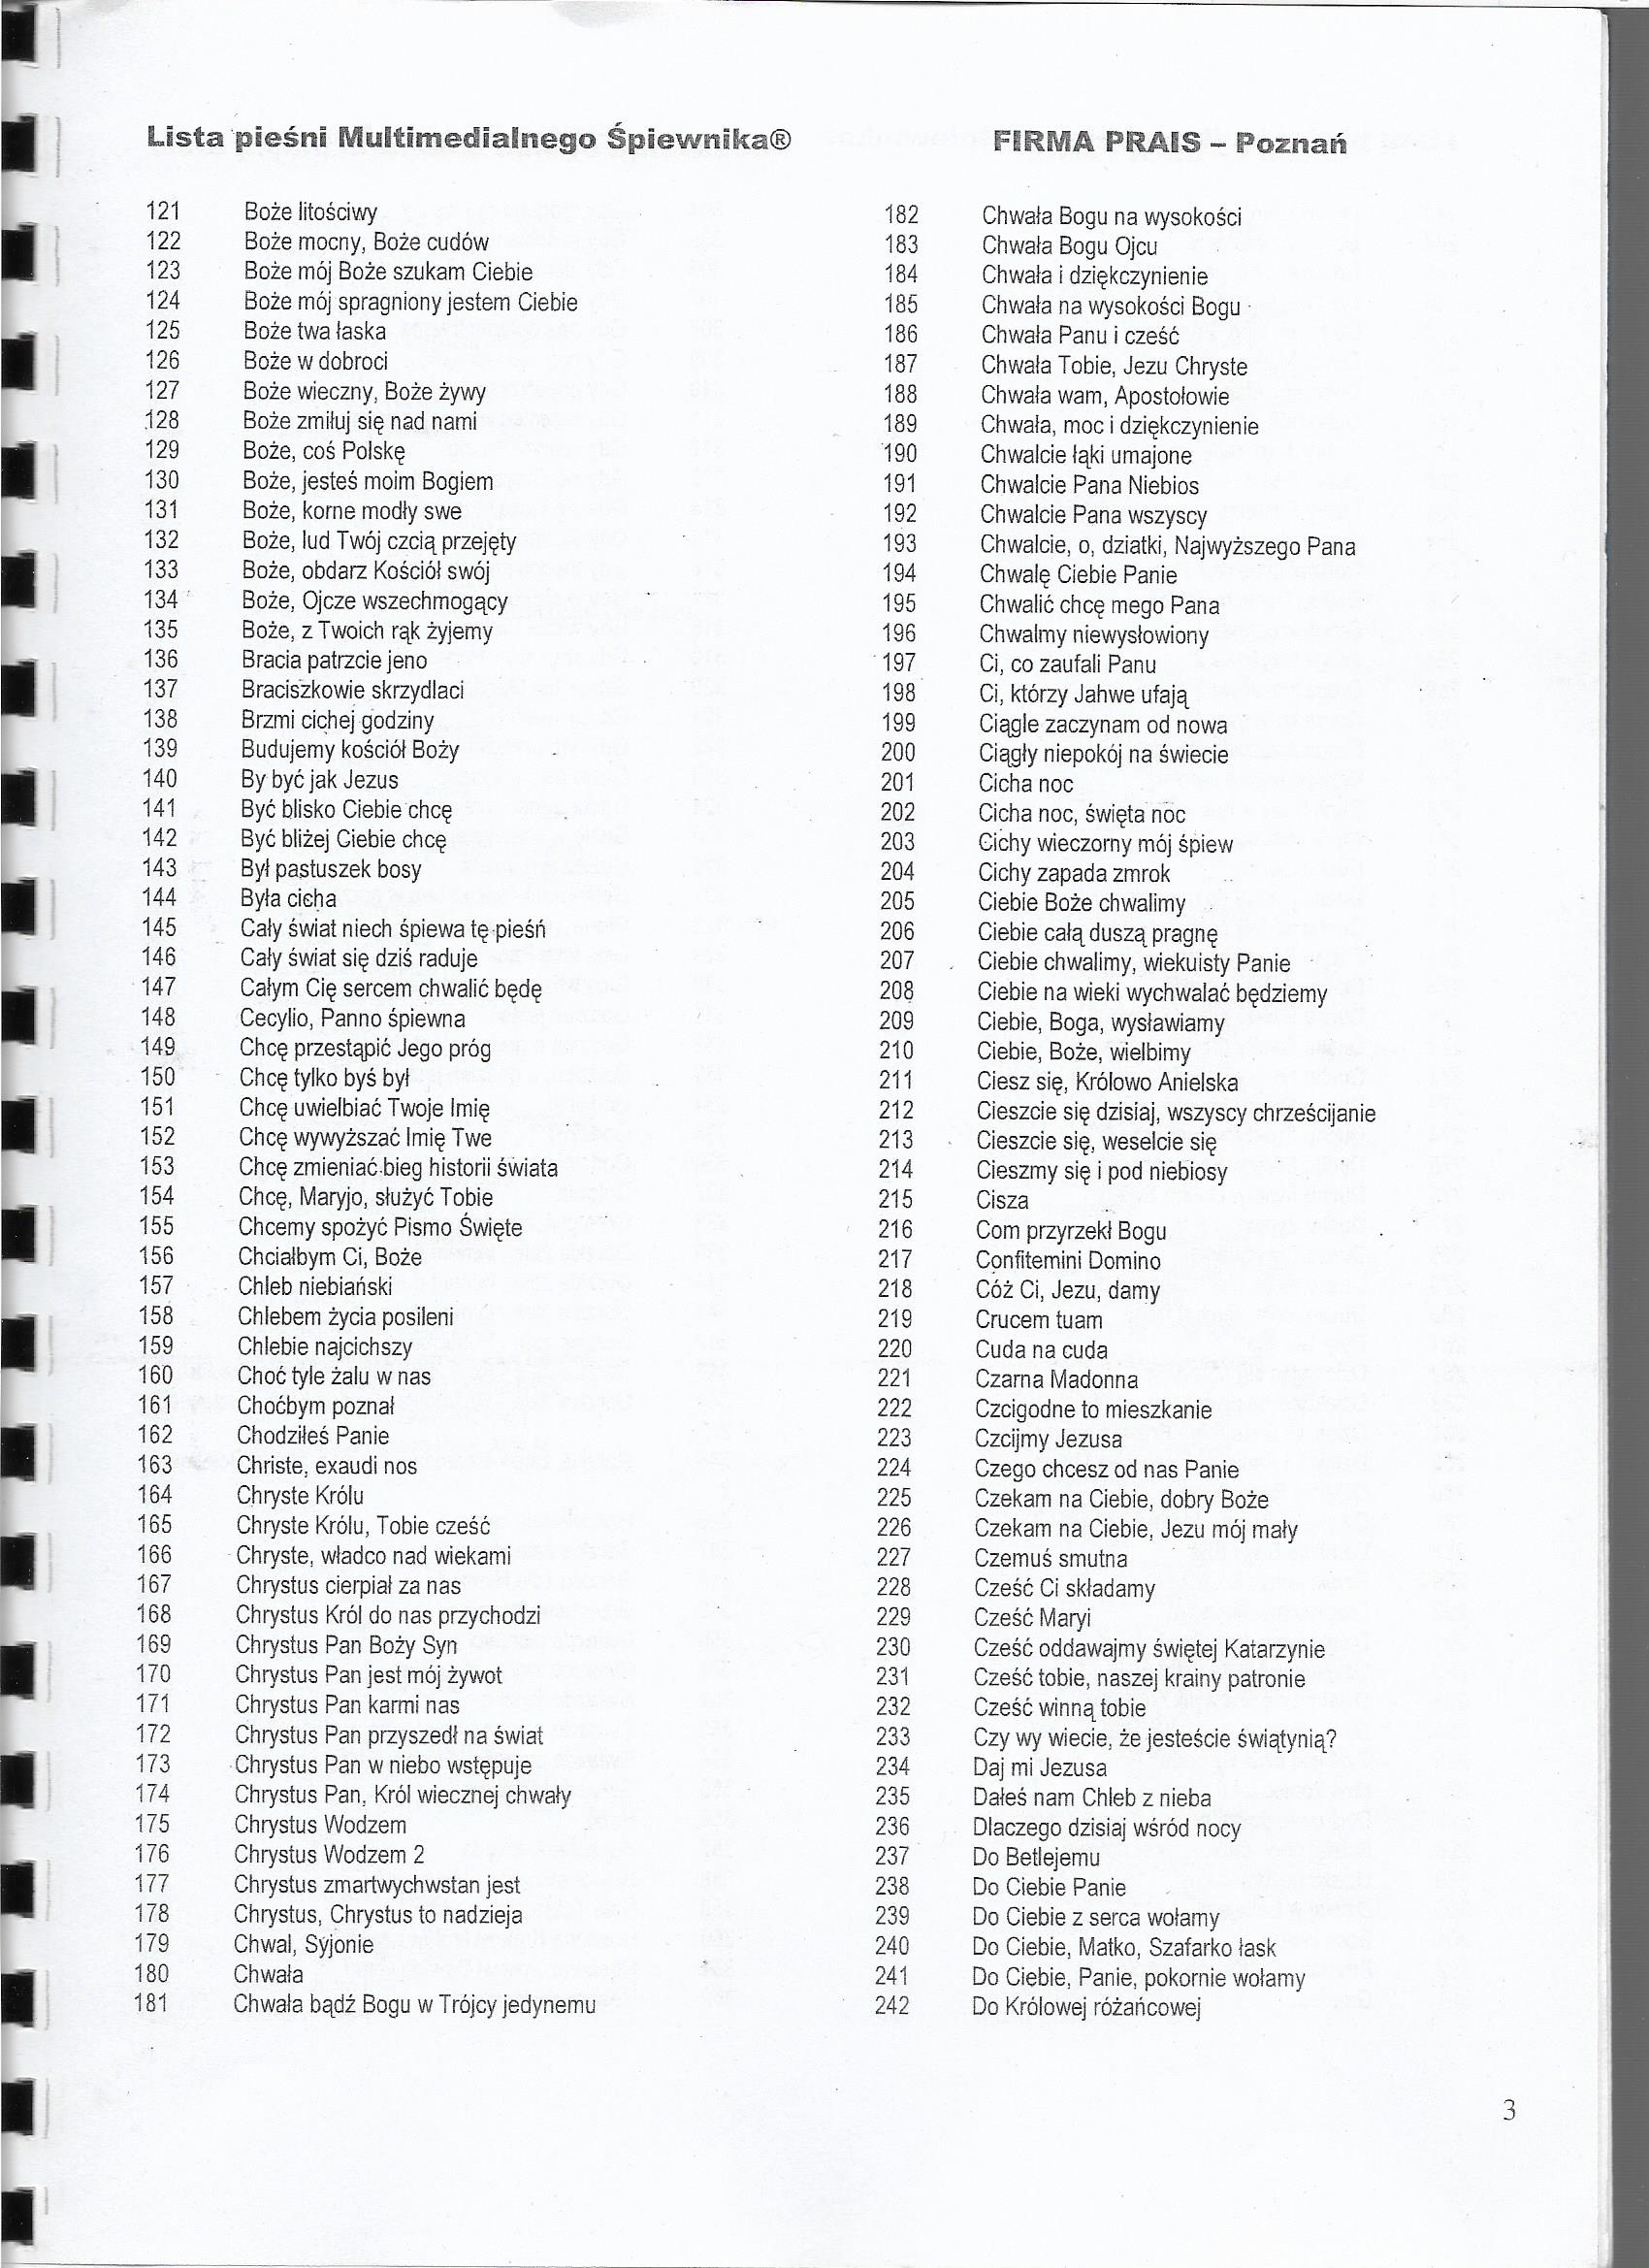 Lista pieśni Multimedialnego Śpiewnika® FIRMA PRAIS – Poznań
121 Boże litościwy
122 Boże mocny, Boże cudów
123 Boże mój Boże szukam Ciebie
124 Boże mój spragniony jestem Ciebie
125 Boże twa łaska
126 Boże w dobroci
127 Boże wieczny, Boże żywy
128 Boże zmiłuj się nad nami
129 Boże, coś Polskę
130 Boże, jesteś moim Bogiem
131 Boże, korne modły swe
132 Boże, lud Twój czcią przejęty
133 Boże, obdarz Kościół swój
134 Boże, Ojcze wszechmogący
135 Boże, z Twoich rąk żyjemy
136 Bracia patrzcie jeno
137 Braciszkowie skrzydlaci
138 Brzmi cichej godziny
139 Budujemy kościół Boży
140 By być jak Jezus
141 Być blisko Ciebie chcę
142 Być bliżej Ciebie chcę
143 Był pastuszek bosy
144 Była cicha
145 Cały świat niech śpiewa tę pieśń
146 Cały świat się dziś raduje
147 Całym Cię sercem chwalić będę
148 Cecylio, Panno śpiewna
149 Chcę przestąpić Jego próg
150 Chcę tylko byś był
151 Chcę uwielbiać Twoje Imię
152 Chcę wywyższać Imię Twe
153 Chcę zmieniać bieg historii świata
154 Chcę, Maryjo, służyć Tobie
155 Chcemy spożyć Pismo Święte
156 Chciałbym Ci, Boże
157 Chleb niebiański
158 Chlebem życia posileni
159 Chlebie najcichszy
160 Choć tyle żalu w nas
161 Choćbym poznał
162 Chodziłeś Panie
163 Christe, exaudi nos
164 Chryste Królu
165 Chryste Królu, Tobie cześć
166 Chryste, władco nad wiekami
167 Chrystus cierpiał za nas
168 Chrystus Król do nas przychodzi
169 Chrystus Pan Boży Syn
170 Chrystus Pan jest mój żywot
171 Chrystus Pan karmi nas
172 Chrystus Pan przyszedł na świat
173 Chrystus Pan w niebo wstępuje
174 Chrystus Pan, Król wiecznej chwały
175 Chrystus Wodzem
176 Chrystus Wodzem 2
177 Chrystus zmartwychwstan jest
178 Chrystus, Chrystus to nadzieja
179 Chwal, Syjonie
180 Chwała
181 Chwała bądź Bogu w Trójcy jedynemu
182 Chwała Bogu na wysokości
183 Chwała Bogu Ojcu
184 Chwała i dziękczynienie
185 Chwała na wysokości Bogu
186 Chwała Panu i cześć
187 Chwała Tobie, Jezu Chryste
188 Chwała wam, Apostołowie
189 Chwała, moc i dziękczynienie
190 Chwalcie łąki umajone
191 Chwalcie Pana Niebios
192 Chwalcie Pana wszyscy
193 Chwalcie, o, dziatki, Najwyższego Pana
194 Chwalę Ciebie Panie
195 Chwalić chcę mego Pana
196 Chwalmy niewysłowiony
197 Ci, co zaufali Panu
198 Ci, którzy Jahwe ufają
199 Ciągle zaczynam od nowa
200 Ciągły niepokój na świecie
201 Cicha noc
202 Cicha noc, święta noc
203 Cichy wieczorny mój śpiew
204 Cichy zapada zmrok
205 Ciebie Boże chwalimy
206 Ciebie całą duszą pragnę
207 Ciebie chwalimy, wiekuisty Panie
208 Ciebie na wieki wychwalać będziemy
209 Ciebie, Boga, wysławiamy
210 Ciebie, Boże, wielbimy
211 Ciesz się, Królowo Anielska
212 Cieszcie się dzisiaj, wszyscy chrześcijanie
213 Cieszcie się, weselcie się
214 Cieszmy się i pod niebiosy
215 Cisza
216 Com przyrzekł Bogu
217 Confitemini Domino
218 Cóż Ci, Jezu, damy
219 Crucem tuam
220 Cuda na cuda
221 Czarna Madonna
222 Czcigodne to mieszkanie
223 Czcijmy Jezusa
224 Czego chcesz od nas Panie
225 Czekam na Ciebie, dobry Boże
226 Czekam na Ciebie, Jezu mój mały
227 Czemuś smutna
228 Cześć Ci składamy
229 Cześć Maryi
230 Cześć oddawajmy świętej Katarzynie
231 Cześć tobie, naszej krainy patronie
232 Cześć winną tobie
233 Czy wy wiecie, że jesteście świątynią?
234 Daj mi Jezusa
235 Dałeś nam Chleb z nieba
236 Dlaczego dzisiaj wśród nocy
237 Do Betlejemu
238 Do Ciebie Panie
239 Do Ciebie z serca wołamy
240 Do Ciebie, Matko, Szafarko łask
241 Do Ciebie, Panie, pokornie wołamy
242 Do Królowej różańcowej
3